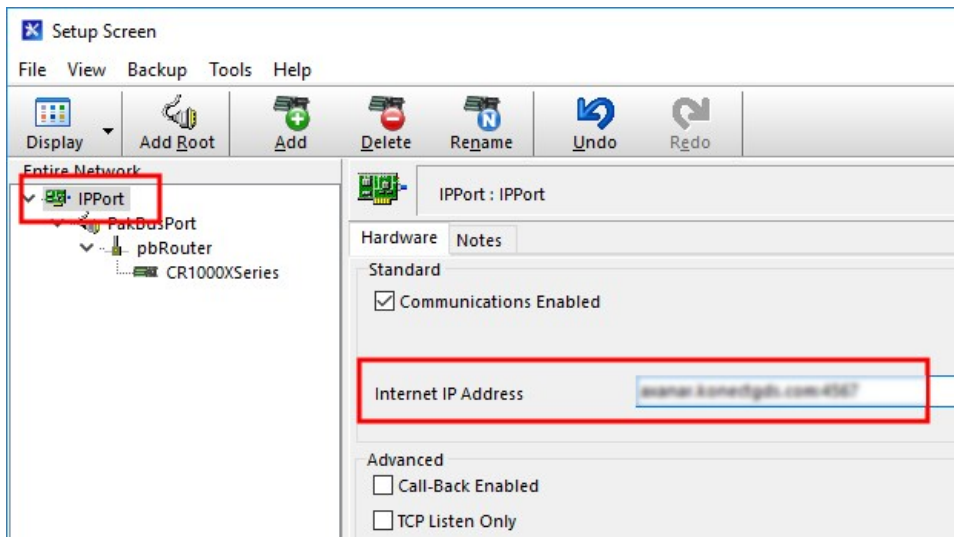 Setup Screen
File View Backup Tools Help
Display Add Root Add Delete Rename Undo Redo
Entire Network
IPPort
PakBusPort
pbRouter
CR1000XSeries
IPPort : IPPort
Hardware Notes
Standard
Communications Enabled
Internet IP Address
Advanced
Call-Back Enabled
TCP Listen Only